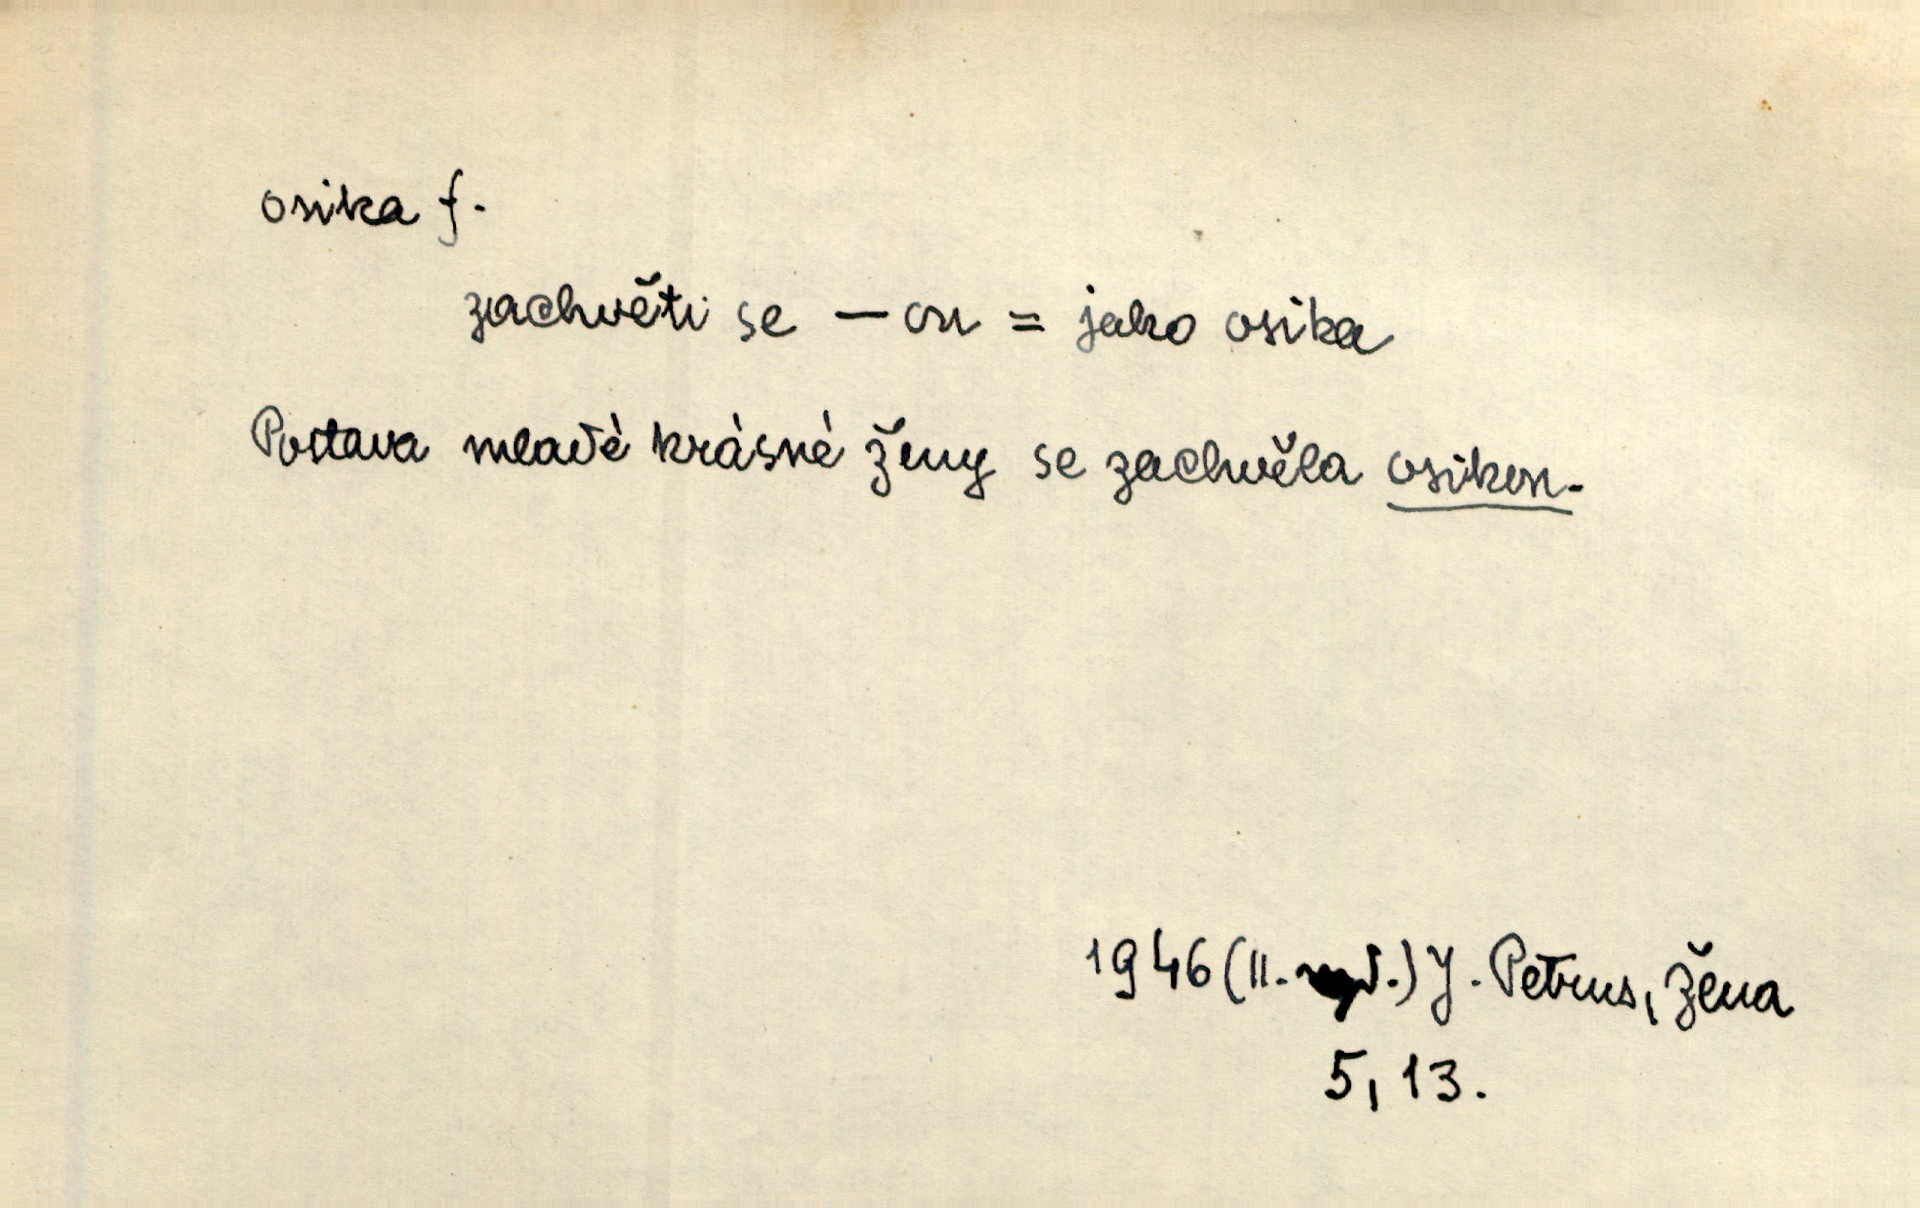 osika f.
zachvěti se – ou = jako osika
Postava mladé krásné ženy se zachvěla osikou.
1946 (II. vyd.) J. Petrus, Žena
5, 13.